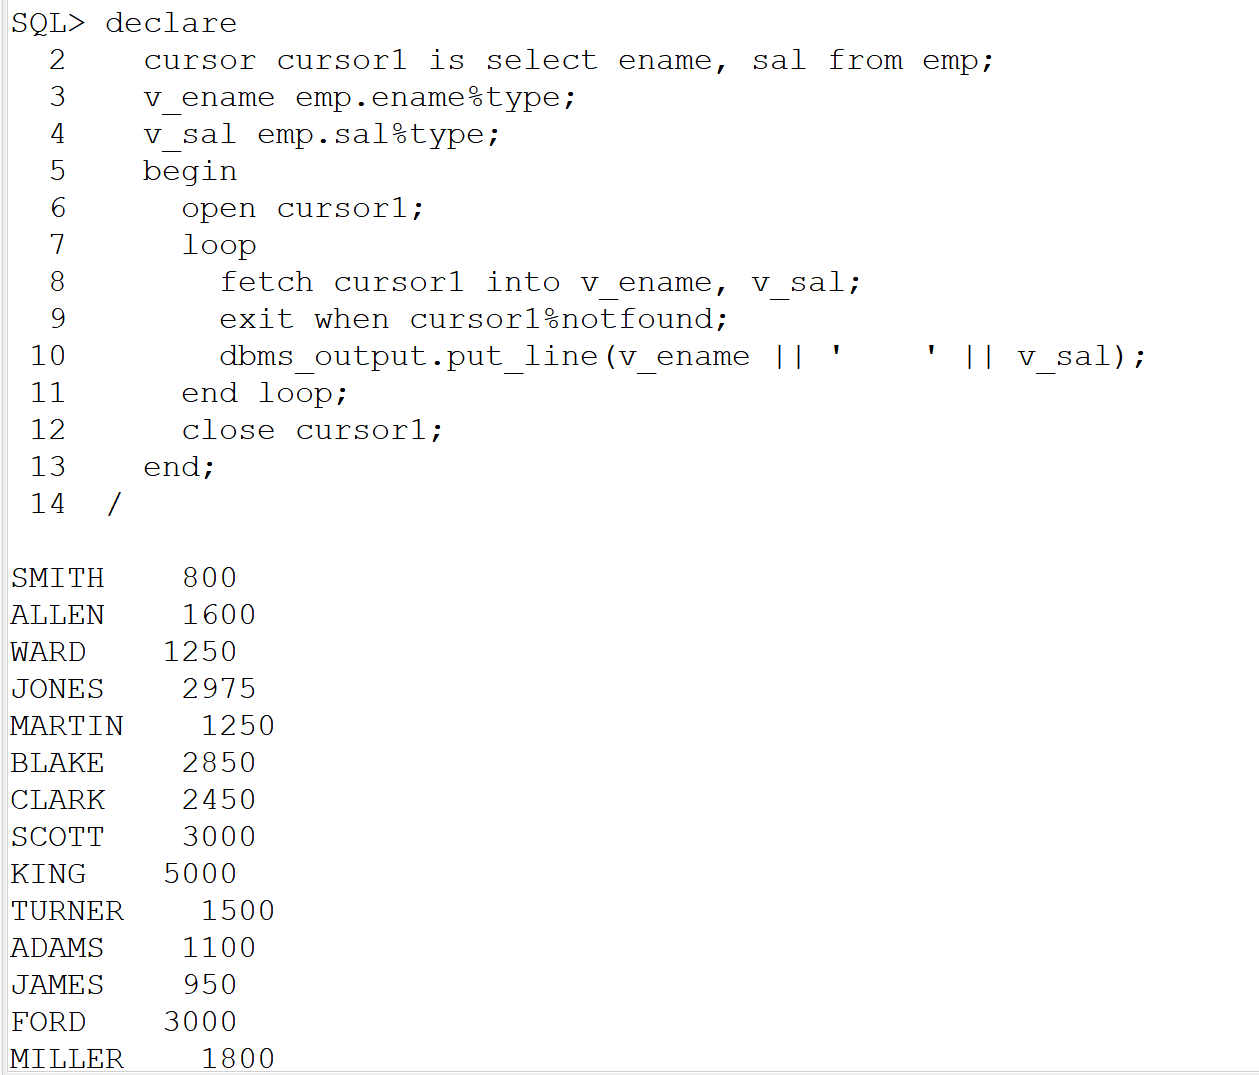 SQL> declare
  2    cursor cursor1 is select ename, sal from emp;
  3    v_ename emp.ename%type;
  4    v_sal emp.sal%type;
  5    begin
  6      open cursor1;
  7      loop
  8        fetch cursor1 into v_ename, v_sal;
  9        exit when cursor1%notfound;
 10        dbms_output.put_line(v_ename || '    ' || v_sal);
 11      end loop;
 12      close cursor1;
 13    end;
 14  /
SMITH    800
ALLEN    1600
WARD    1250
JONES    2975
MARTIN    1250
BLAKE    2850
CLARK    2450
SCOTT    3000
KING    5000
TURNER    1500
ADAMS    1100
JAMES    950
FORD    3000
MILLER    1800